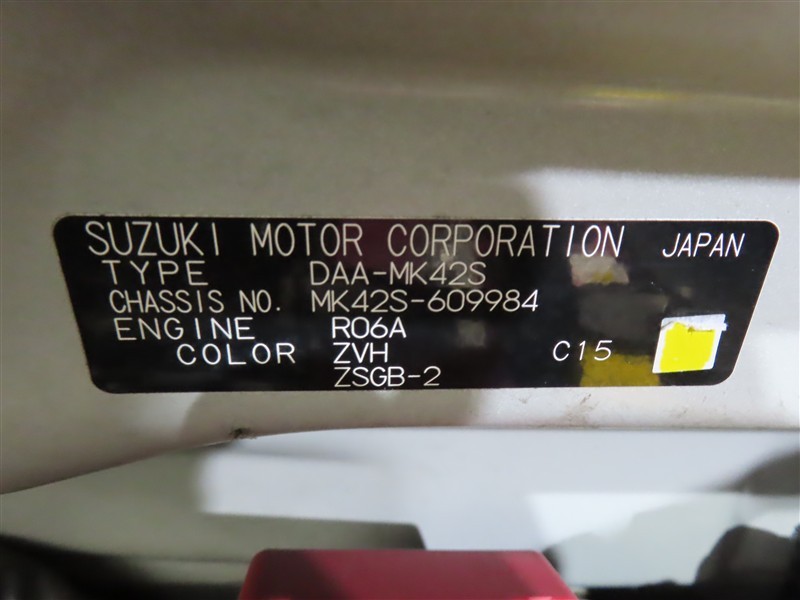 SUZUKI MOTOR CORPORATION JAPAN
TYPE DAA-MK42S
CHASSIS NO. MK42S-609984
ENGINE R06A
COLOR ZVH C15
ZSGB-2